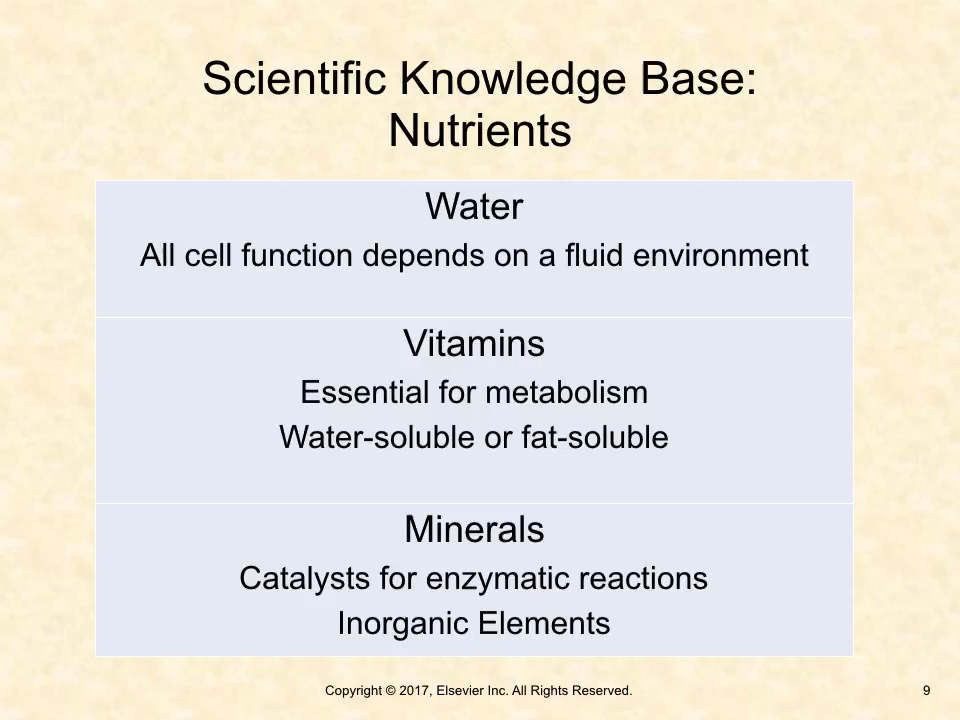 Scientific Knowledge Base:
Nutrients
Water
All cell function depends on a fluid environment
Vitamins
Essential for metabolism
Water-soluble or fat-soluble
Minerals
Catalysts for enzymatic reactions
Inorganic Elements
Copyright © 2017, Elsevier Inc. All Rights Reserved.
9